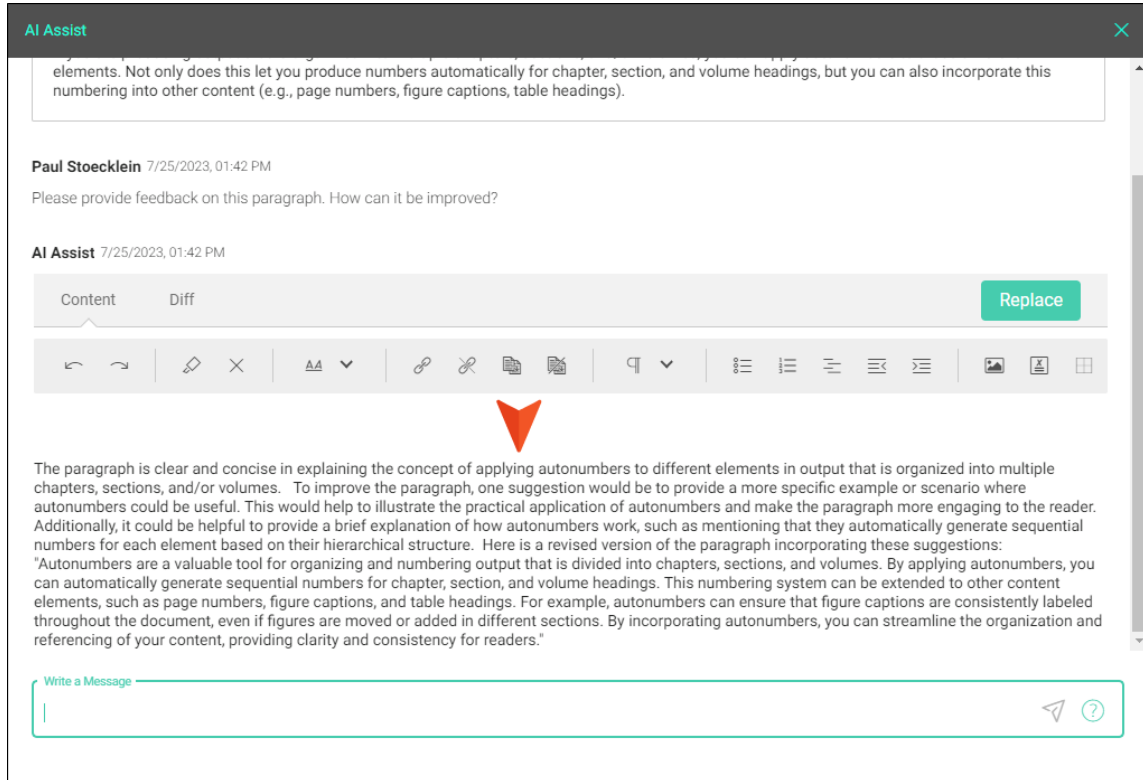 AI Assist
elements. Not only does this let you produce numbers automatically for chapter, section, and volume headings, but you can also incorporate this
numbering into other content (e.g., page numbers, figure captions, table headings).
Paul Stoecklein 7/25/2023, 01:42 PM
Please provide feedback on this paragraph. How can it be improved?
AI Assist 7/25/2023, 01:42 PM
Content Diff Replace
AA
The paragraph is clear and concise in explaining the concept of applying autonumbers to different elements in output that is organized into multiple
chapters, sections, and/or volumes. To improve the paragraph, one suggestion would be to provide a more specific example or scenario where
autonumbers could be useful. This would help to illustrate the practical application of autonumbers and make the paragraph more engaging to the reader.
Additionally, it could be helpful to provide a brief explanation of how autonumbers work, such as mentioning that they automatically generate sequential
numbers for each element based on their hierarchical structure. Here is a revised version of the paragraph incorporating these suggestions:
"Autonumbers are a valuable tool for organizing and numbering output that is divided into chapters, sections, and volumes. By applying autonumbers, you
can automatically generate sequential numbers for chapter, section, and volume headings. This numbering system can be extended to other content
elements, such as page numbers, figure captions, and table headings. For example, autonumbers can ensure that figure captions are consistently labeled
throughout the document, even if figures are moved or added in different sections. By incorporating autonumbers, you can streamline the organization and
referencing of your content, providing clarity and consistency for readers."
Write a Message